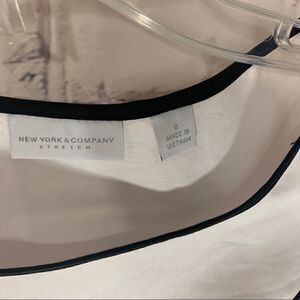 NEW YORK & COMPANY
STRETCH
0
MADE IN
VIETNAM